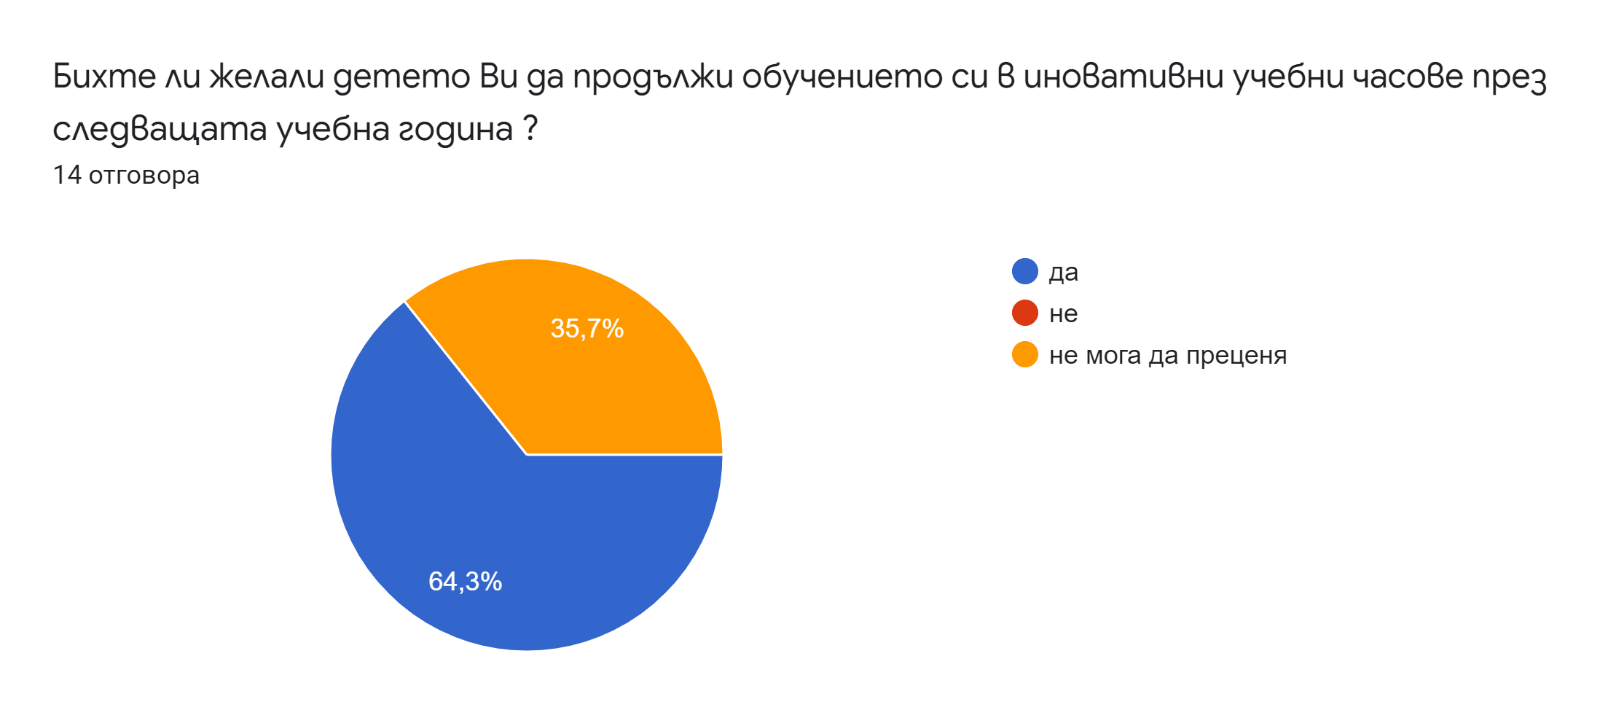 Бихте ли желали детето Ви да продължи обучението си в иновативни учебни часове през
следващата учебна година ?
14 отговора
да
не
не мога да преценя
35,7%
64,3%